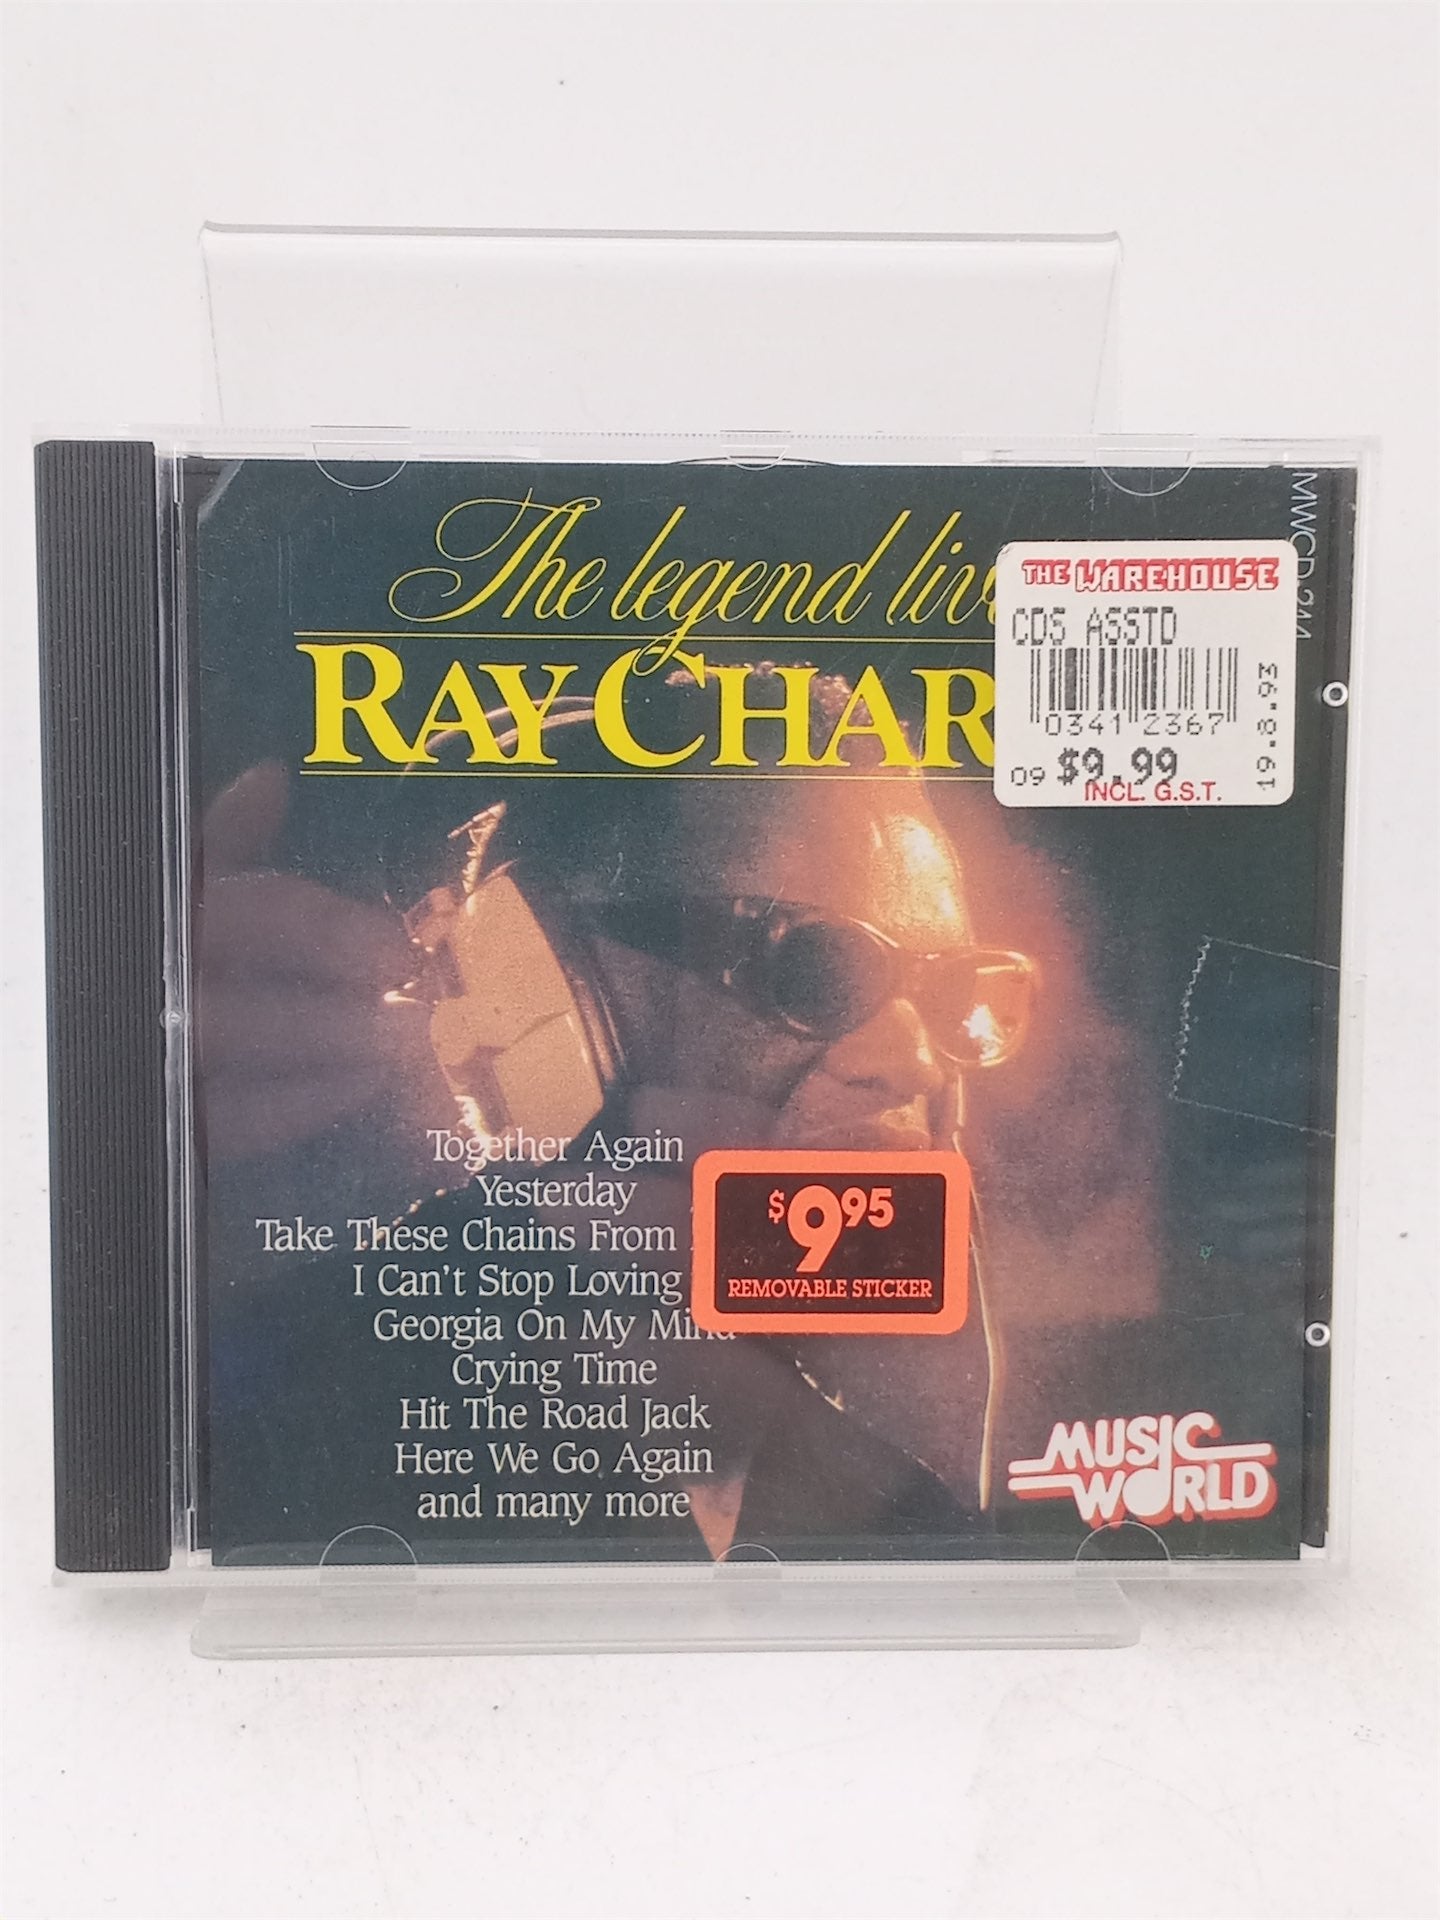 The legend liv
RAY CHAR
MWCD 244
THE WAREHOUSE
CDS ASSTD
0341 2367
19.8.93
09 $9.99
INCL. G.S.T.
Together Again
Yesterday
Take These Chains From
I Can't Stop Loving
Georgia On My Mind
Crying Time
Hit The Road Jack
Here We Go Again
and many more
$9.95
REMOVABLE STICKER
MUSIC
WORLD